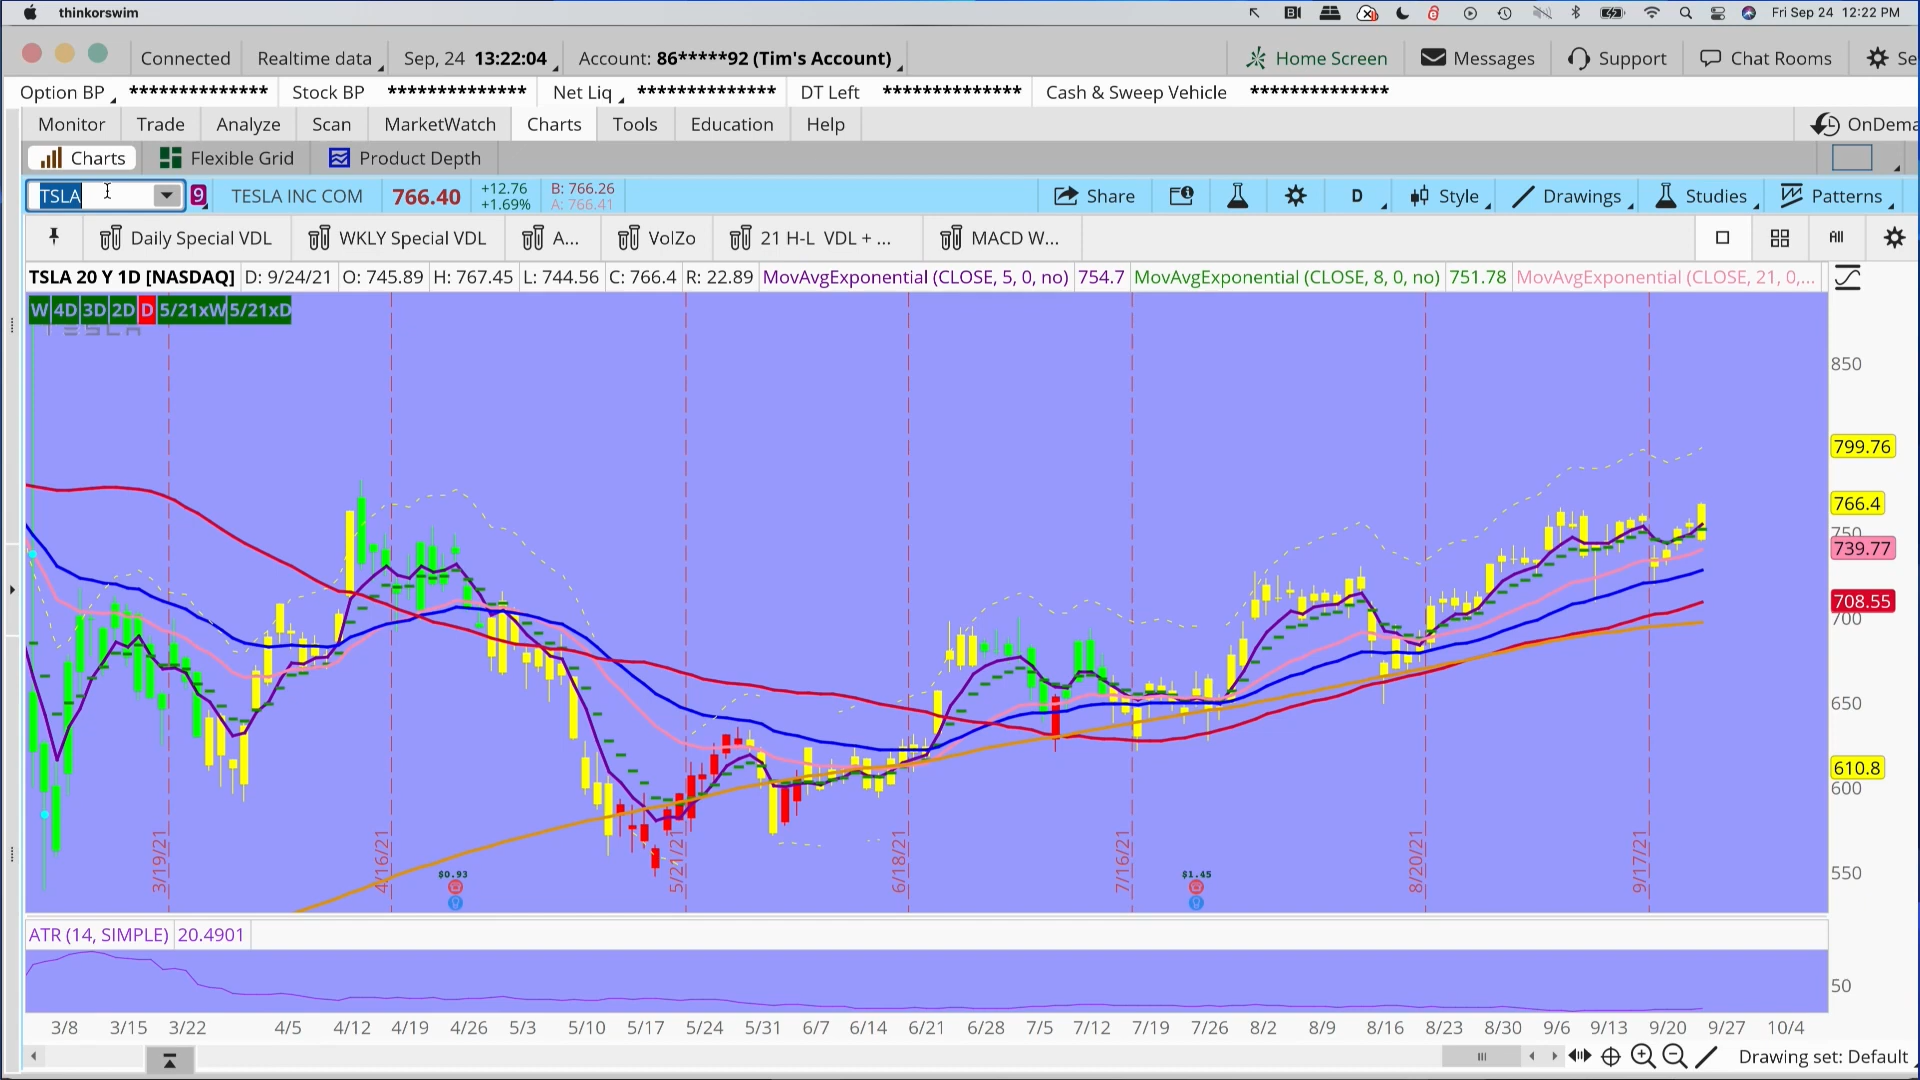 thinkorswim
Fri Sep 24 12:22 PM
Connected Realtime data Sep, 24 13:22:04 Account: 86*****92 (Tim's Account) Home Screen Messages Support Chat Rooms Se
Option BP ************** Stock BP ************** Net Liq ************** DT Left ************** Cash & Sweep Vehicle **************
Monitor Trade Analyze Scan MarketWatch Charts Tools Education Help OnDema
Charts Flexible Grid Product Depth
TSLA 9 TESLA INC COM 766.40 +12.76 +1.69% B: 766.26 A: 766.41 Share D Style Drawings Studies Patterns
Daily Special VDL WKLY Special VDL A... VolZo 21 H-L VDL + ... MACD W... All
TSLA 20 Y 1D [NASDAQ] D: 9/24/21 O: 745.89 H: 767.45 L: 744.56 C: 766.4 R: 22.89 MovAvgExponential (CLOSE, 5, 0, no) 754.7 MovAvgExponential (CLOSE, 8, 0, no) 751.78 MovAvgExponential (CLOSE, 21, 0,...
W 4D 3D 2D D 5/21xW 5/21xD
850
799.76
766.4
750
739.77
708.55
700
650
610.8
600
550
3/19/21 4/16/21 5/21/21 6/18/21 7/16/21 8/20/21 9/17/21
$0.93 $1.45
ATR (14, SIMPLE) 20.4901
50
3/8 3/15 3/22 4/5 4/12 4/19 4/26 5/3 5/10 5/17 5/24 5/31 6/7 6/14 6/21 6/28 7/5 7/12 7/19 7/26 8/2 8/9 8/16 8/23 8/30 9/6 9/13 9/20 9/27 10/4
Drawing set: Default